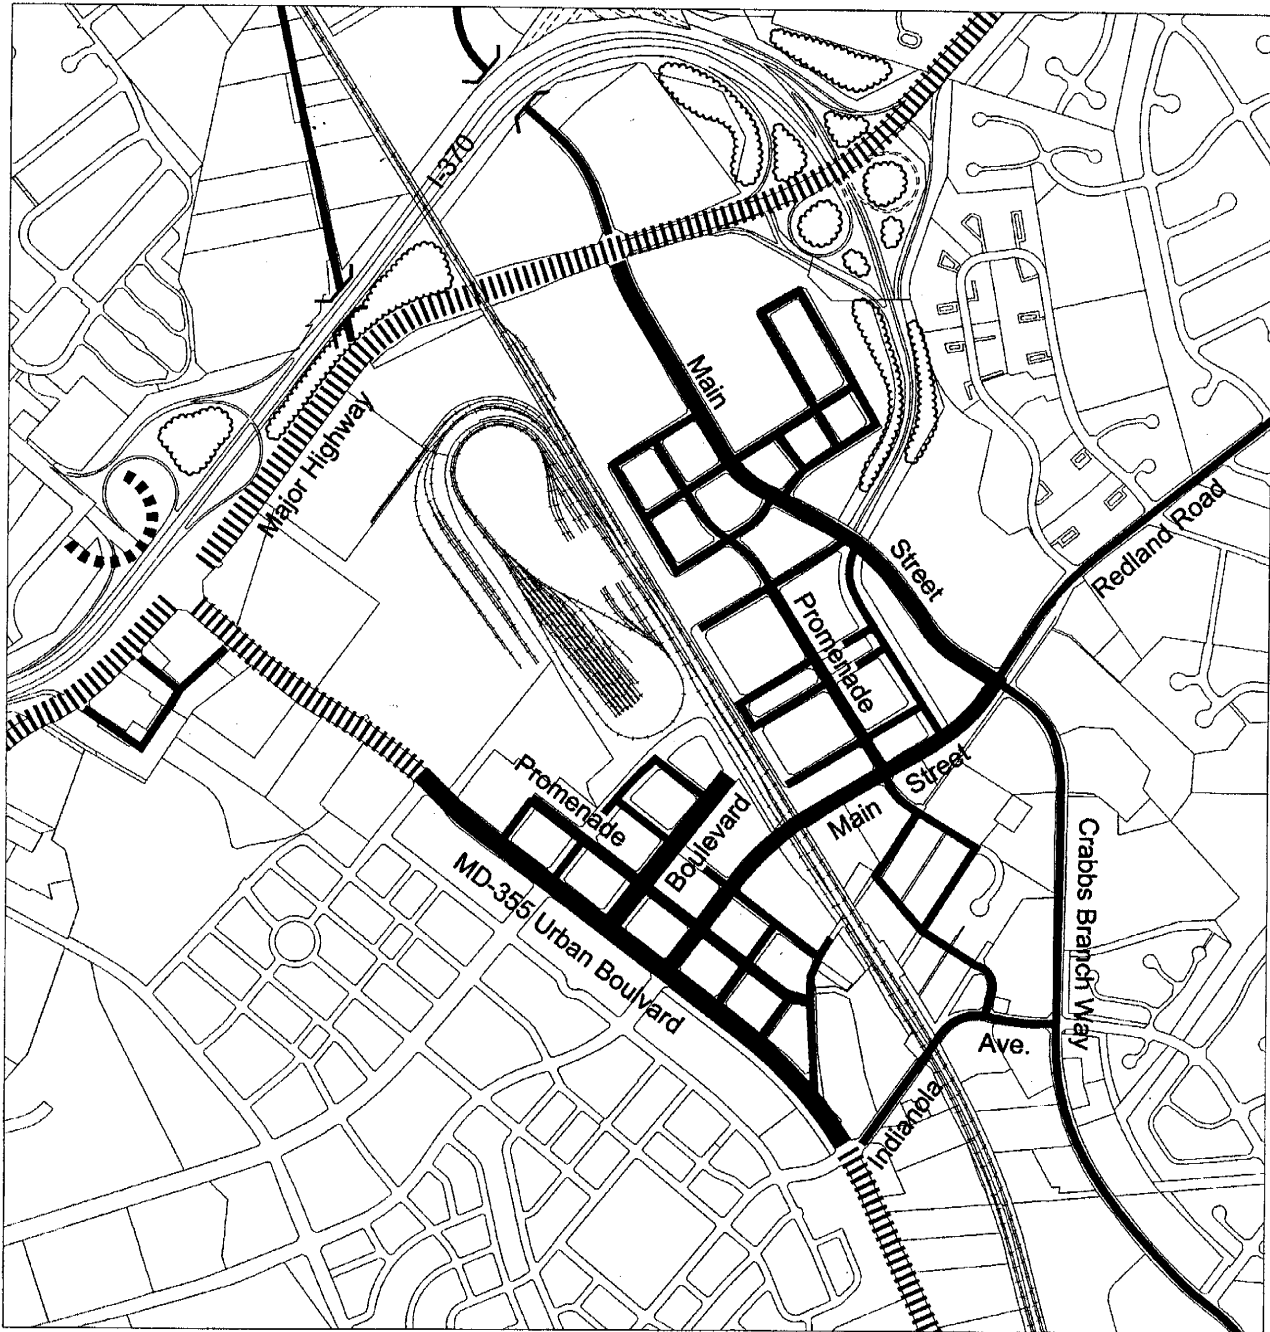 I-370
Main
Major Highway
Redland Road
Street
Promenade
Street
Main
Promenade
Boulevard
MD-355 Urban Boulvard
Crabbs Branch Way
Ave.
Indianola